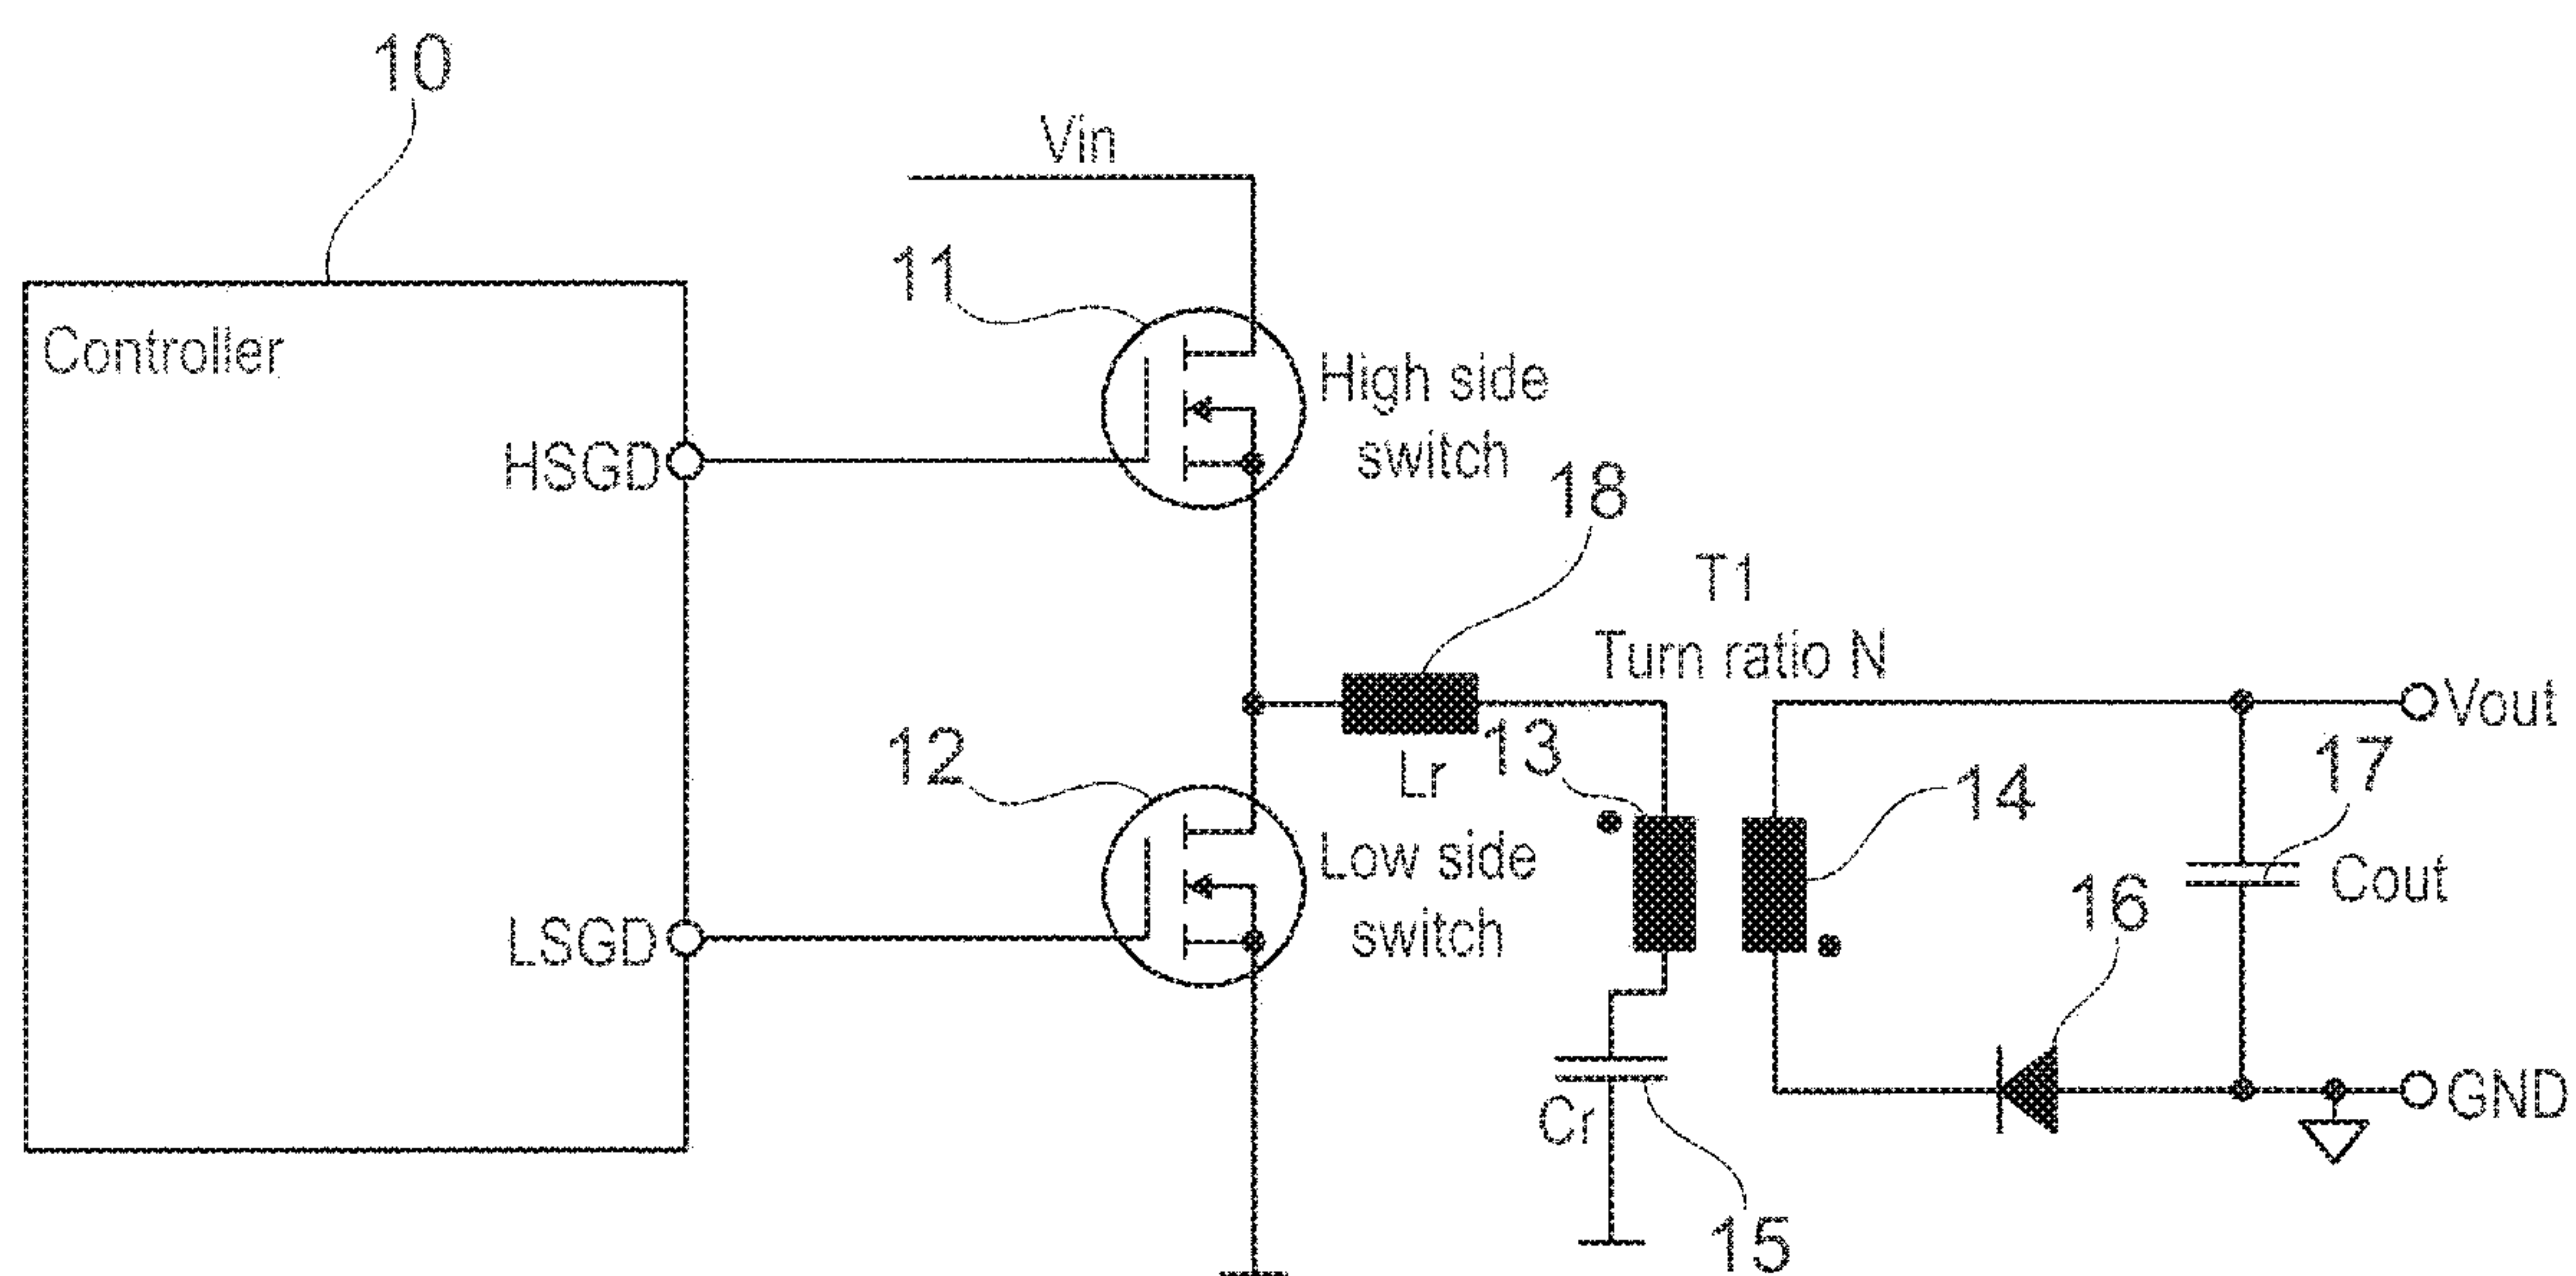 10
Vin
11
Controller
High side
switch
HSGD
18
T1
Turn ratio N
Vout
12
Lr
13
14
17
Low side
switch
Cout
16
LSGD
Cr
GND
15